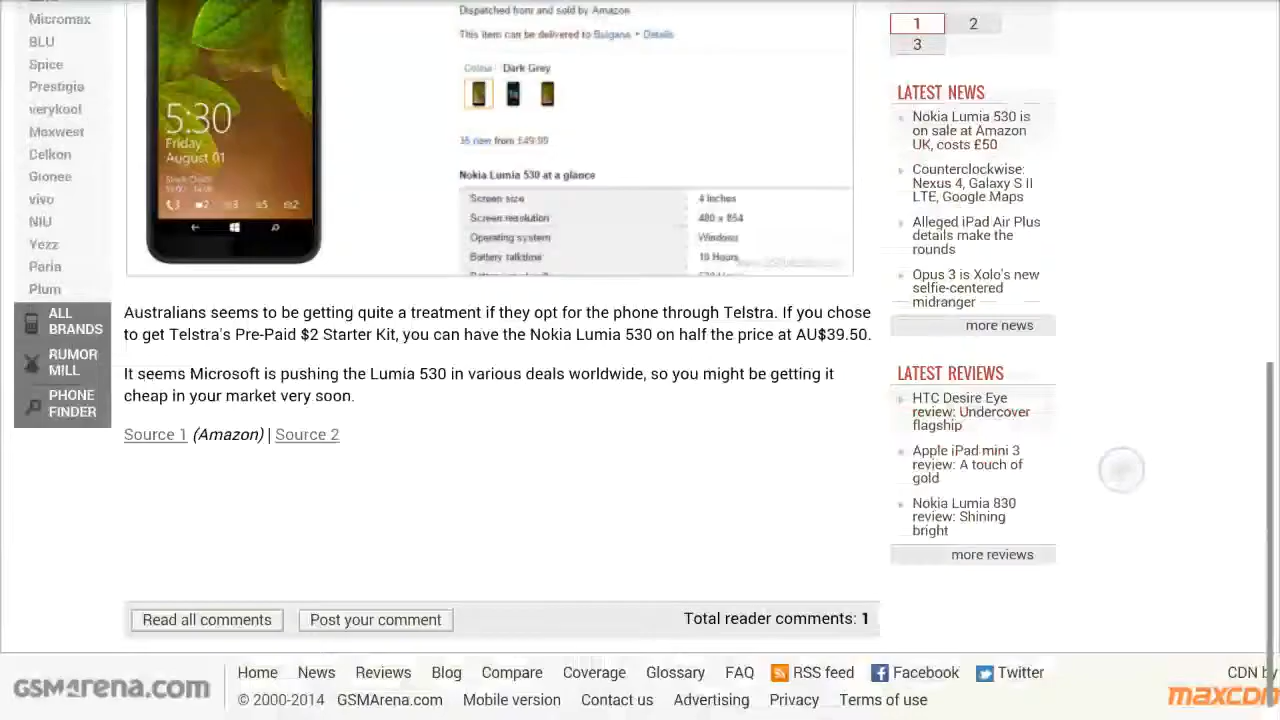 Micromax
BLU
Spice
Prestigio
verykool
Maxwest
Celkon
Gionee
vivo
NIU
Yezz
Parla
Plum
ALL
BRANDS
RUMOR
MILL
PHONE
FINDER
5:30
Friday
August 01
Dispatched from and sold by Amazon
This item can be delivered to Bulgaria • Details
Colour Dark Grey
35 new from £49.99
Nokia Lumia 530 at a glance
Screen size 4 Inches
Screen resolution 480 x 854
Operating system Windows
Battery talktime 10 Hours
Australians seems to be getting quite a treatment if they opt for the phone through Telstra. If you chose
to get Telstra's Pre-Paid $2 Starter Kit, you can have the Nokia Lumia 530 on half the price at AU$39.50.
It seems Microsoft is pushing the Lumia 530 in various deals worldwide, so you might be getting it
cheap in your market very soon.
Source 1 (Amazon) | Source 2
Read all comments Post your comment Total reader comments: 1
1 2
3
LATEST NEWS
Nokia Lumia 530 is
on sale at Amazon
UK, costs £50
Counterclockwise:
Nexus 4, Galaxy S II
LTE, Google Maps
Alleged iPad Air Plus
details make the
rounds
Opus 3 is Xolo's new
selfie-centered
midranger
more news
LATEST REVIEWS
HTC Desire Eye
review: Undercover
flagship
Apple iPad mini 3
review: A touch of
gold
Nokia Lumia 830
review: Shining
bright
more reviews
GSMArena.com
Home News Reviews Blog Compare Coverage Glossary FAQ RSS feed Facebook Twitter CDN by
© 2000-2014 GSMArena.com Mobile version Contact us Advertising Privacy Terms of use
maxcdn